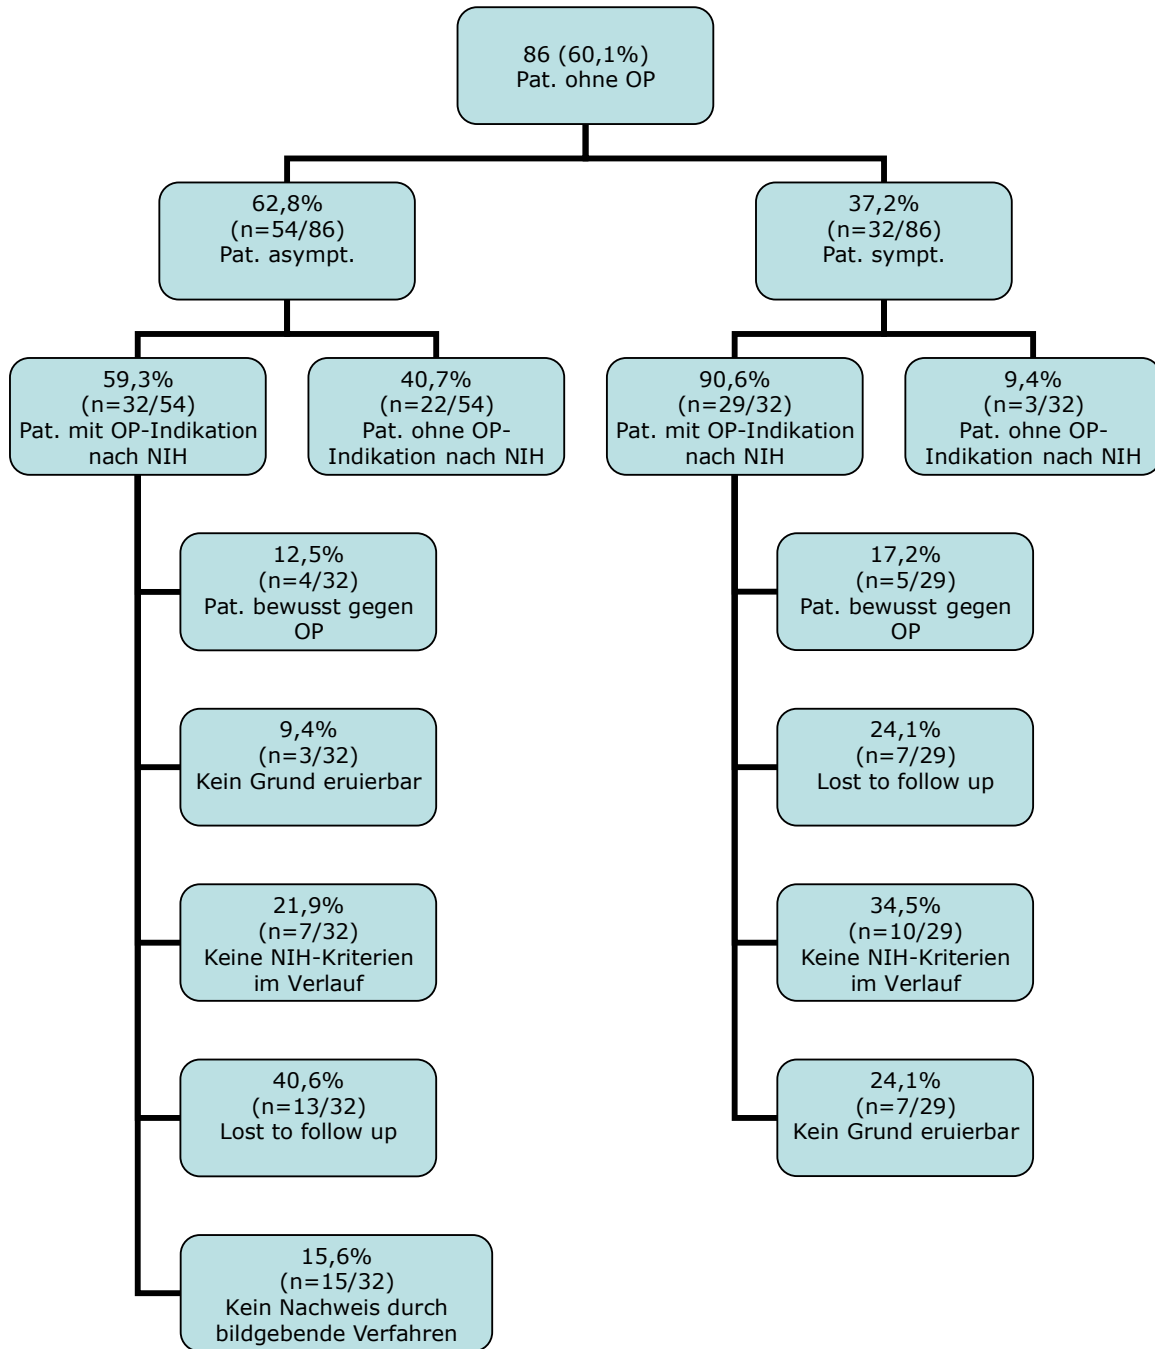 86 (60,1%)
Pat. ohne OP
62,8%
(n=54/86)
Pat. asympt.
37,2%
(n=32/86)
Pat. sympt.
59,3%
(n=32/54)
Pat. mit OP-Indikation
nach NIH
40,7%
(n=22/54)
Pat. ohne OP-
Indikation nach NIH
90,6%
(n=29/32)
Pat. mit OP-Indikation
nach NIH
9,4%
(n=3/32)
Pat. ohne OP-
Indikation nach NIH
12,5%
(n=4/32)
Pat. bewusst gegen
OP
17,2%
(n=5/29)
Pat. bewusst gegen
OP
9,4%
(n=3/32)
Kein Grund eruierbar
24,1%
(n=7/29)
Lost to follow up
21,9%
(n=7/32)
Keine NIH-Kriterien
im Verlauf
34,5%
(n=10/29)
Keine NIH-Kriterien
im Verlauf
40,6%
(n=13/32)
Lost to follow up
24,1%
(n=7/29)
Kein Grund eruierbar
15,6%
(n=15/32)
Kein Nachweis durch
bildgebende Verfahren